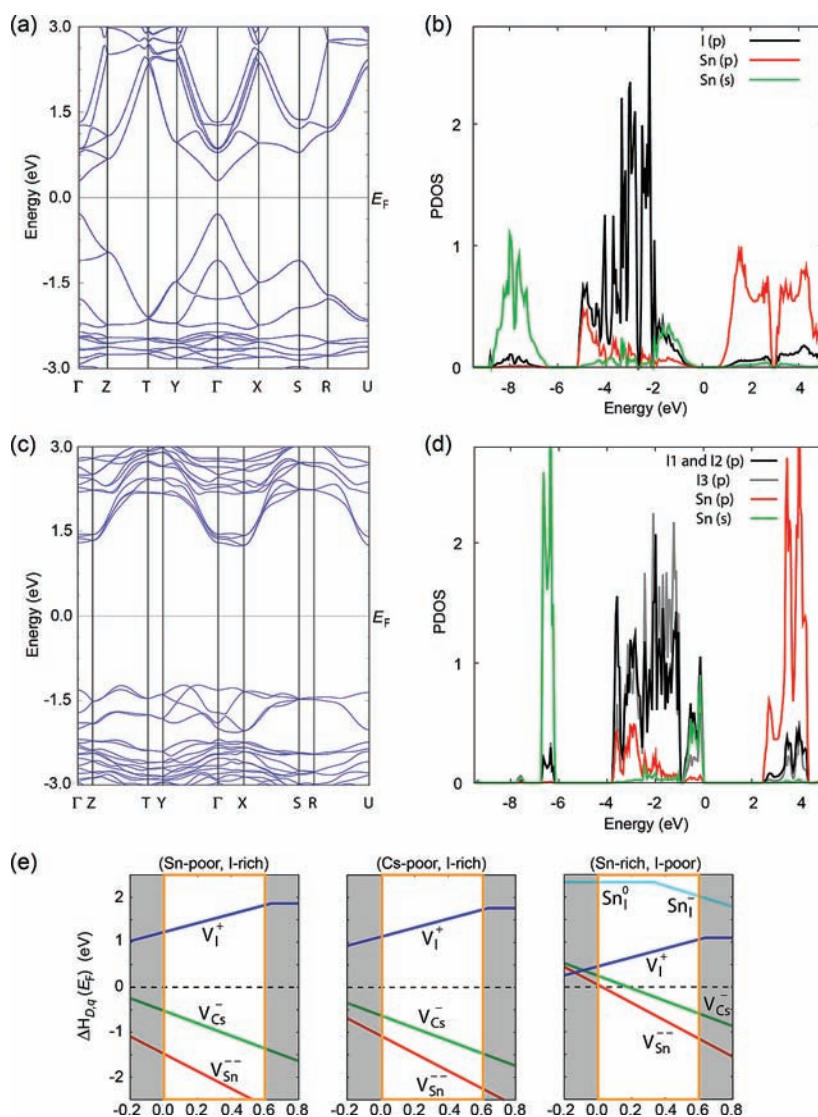 (a)
3.0
1.5
0.0
-1.5
-3.0
Energy (eV)
E_F
Γ Z T Y Γ X S R U
(b)
I (p)
Sn (p)
Sn (s)
2
1
0
PDOS
-8 -6 -4 -2 0 2 4
Energy (eV)
(c)
3.0
1.5
0.0
-1.5
-3.0
Energy (eV)
E_F
Γ Z T Y Γ X S R U
(d)
I1 and I2 (p)
I3 (p)
Sn (p)
Sn (s)
2
1
0
PDOS
-8 -6 -4 -2 0 2 4
Energy (eV)
(e)
(Sn-poor, I-rich) (Cs-poor, I-rich) (Sn-rich, I-poor)
2
1
0
-1
-2
ΔH_D,q (E_F) (eV)
V_I^+
V_Cs^-
V_Sn^--
-0.2 0.0 0.2 0.4 0.6 0.8
V_I^+
V_Cs^-
V_Sn^--
-0.2 0.0 0.2 0.4 0.6 0.8
Sn_I^0 Sn_I^-
V_I^+
V_Cs^-
V_Sn^--
-0.2 0.0 0.2 0.4 0.6 0.8